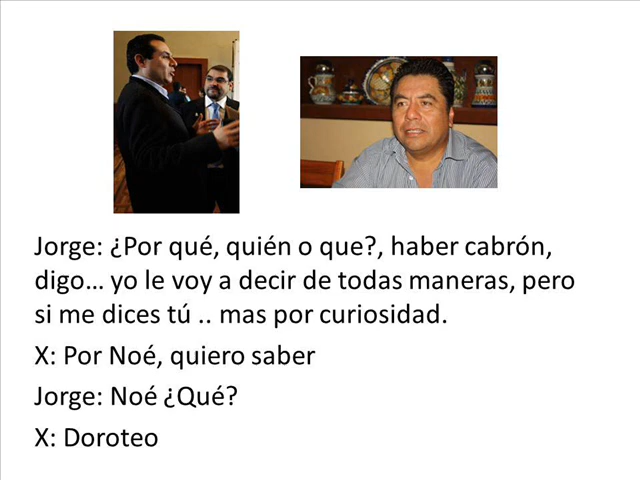 Jorge: ¿Por qué, quién o que?, haber cabrón,
digo… yo le voy a decir de todas maneras, pero
si me dices tú .. mas por curiosidad.
X: Por Noé, quiero saber
Jorge: Noé ¿Qué?
X: Doroteo